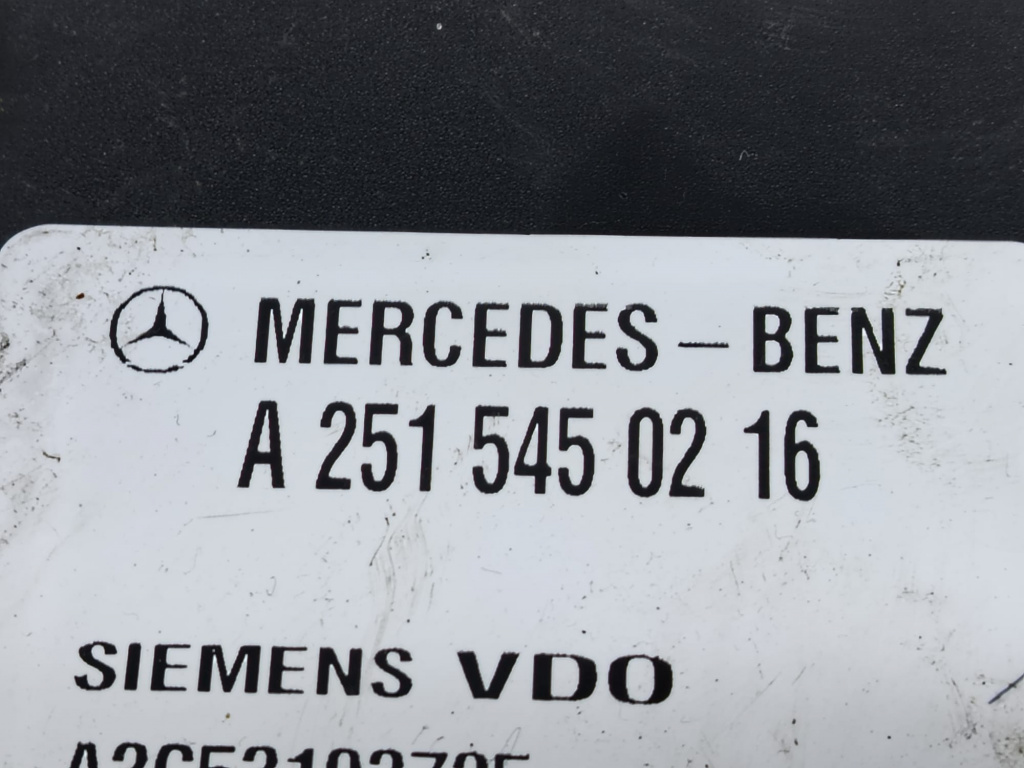 MERCEDES-BENZ
A 251 545 02 16
SIEMENS VDO